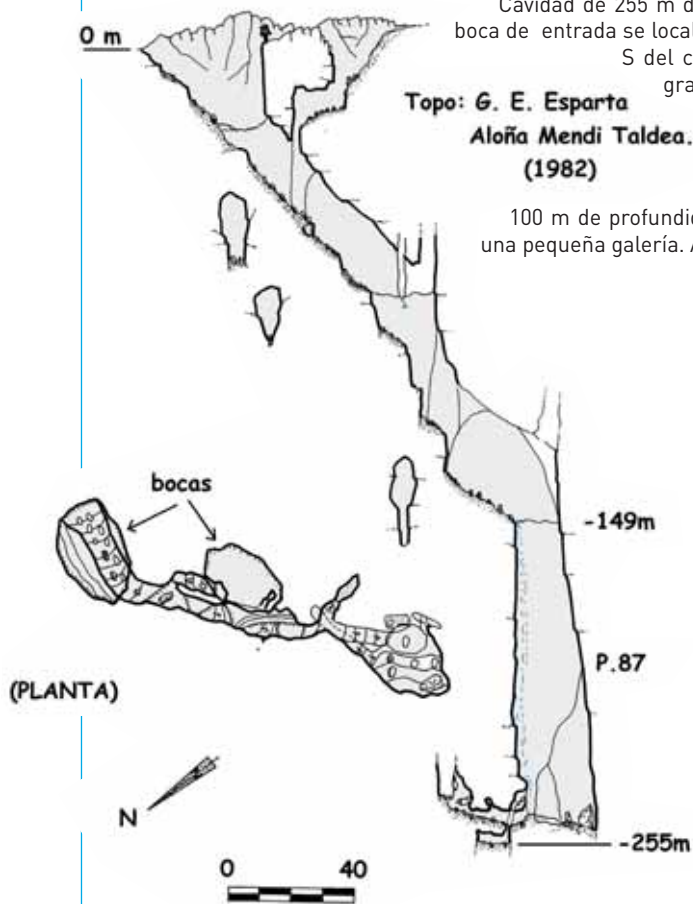 Cavidad de 255 m d
boca de entrada se local
S del c
gra
0 m
Topo: G. E. Esparta
Aloña Mendi Taldea.
(1982)
100 m de profundid
una pequeña galería. A
bocas
-149m
P.87
(PLANTA)
N
-255m
0 40